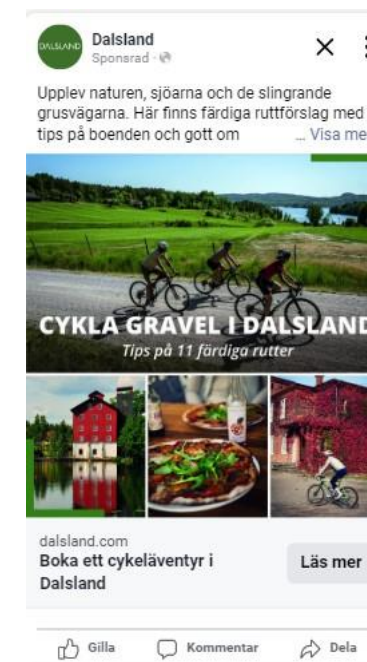 DALSLAND
Dalsland
Sponsrad
Upplev naturen, sjöarna och de slingrande
grusvägarna. Här finns färdiga ruttförslag med
tips på boenden och gott om ... Visa me
CYKLA GRAVEL I DALSLAND
Tips på 11 färdiga rutter
dalsland.com
Boka ett cykeläventyr i
Dalsland
Läs mer
Gilla Kommentar Dela